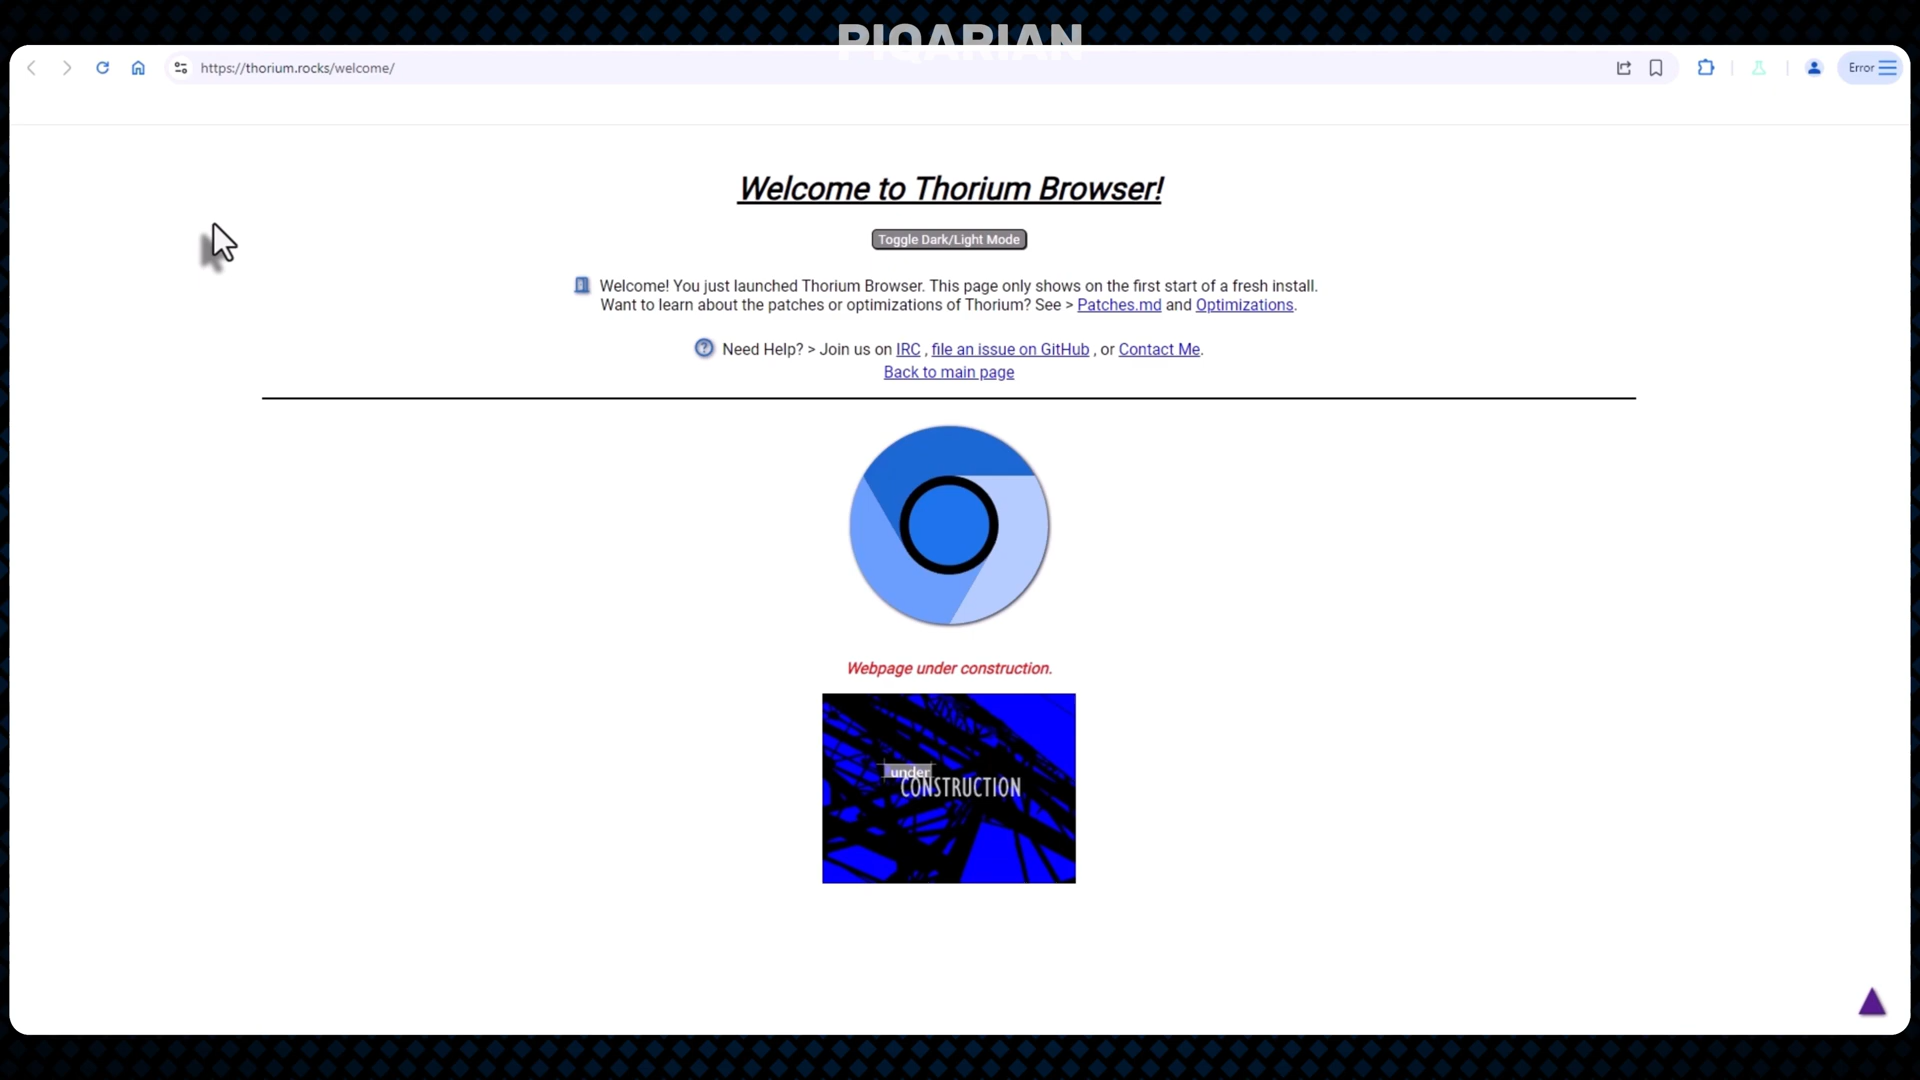 PIQARIAN
https://thorium.rocks/welcome/
Error
Welcome to Thorium Browser!
Toggle Dark/Light Mode
Welcome! You just launched Thorium Browser. This page only shows on the first start of a fresh install.
Want to learn about the patches or optimizations of Thorium? See > Patches.md and Optimizations.
Need Help? > Join us on IRC , file an issue on GitHub , or Contact Me.
Back to main page
Webpage under construction.
under
CONSTRUCTION